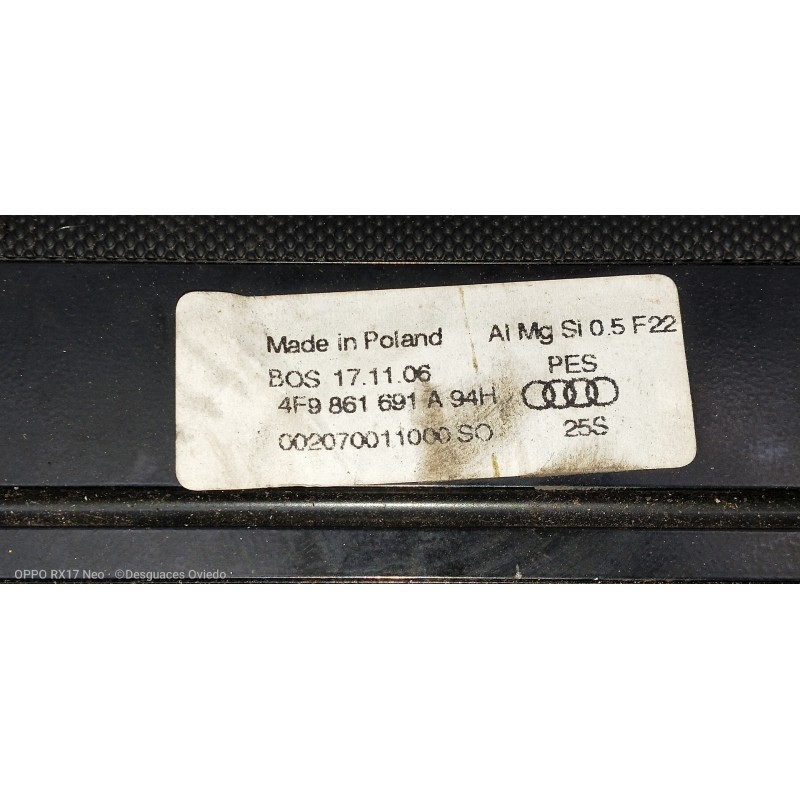 Made in Poland Al Mg Si 0.5 F22
BOS 17.11.06 PES
4F9 861 691 A 94H
002070011000 SO 25S
OPPO RX17 Neo · ©Desguaces Oviedo